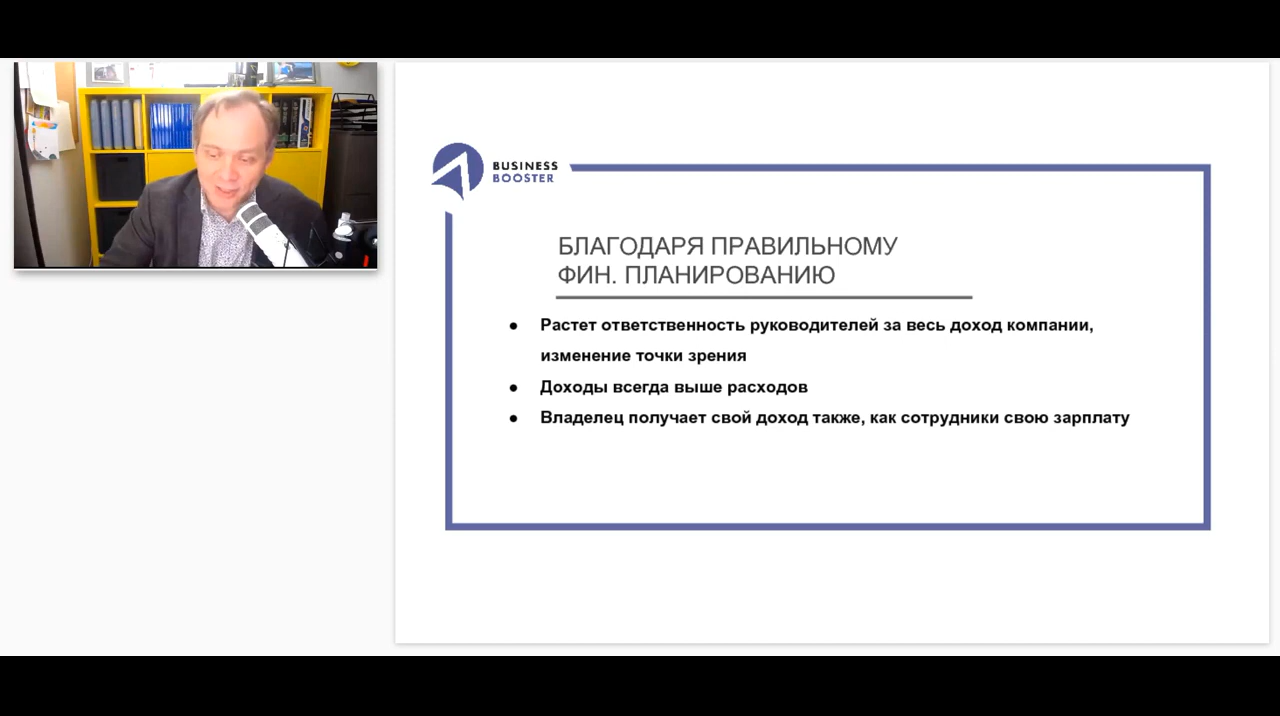 BUSINESS
BOOSTER
БЛАГОДАРЯ ПРАВИЛЬНОМУ
ФИН. ПЛАНИРОВАНИЮ
● Растет ответственность руководителей за весь доход компании,
изменение точки зрения
● Доходы всегда выше расходов
● Владелец получает свой доход также, как сотрудники свою зарплату